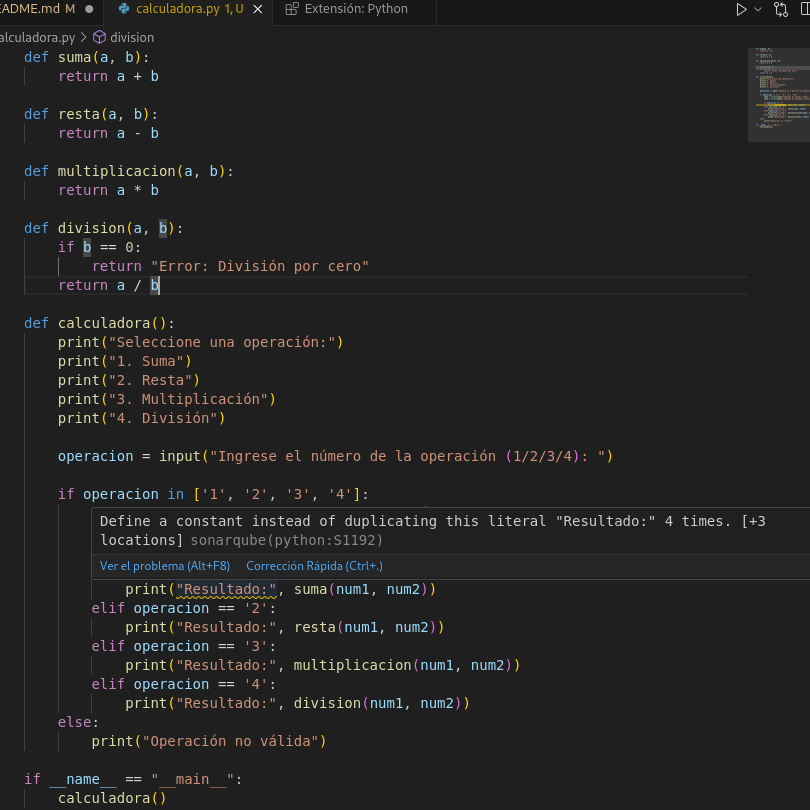 EADME.md M ● calculadora.py 1, U × Extensión: Python
alculadora.py > division
def suma(a, b):
    return a + b
def resta(a, b):
    return a - b
def multiplicacion(a, b):
    return a * b
def division(a, b):
    if b == 0:
        return "Error: División por cero"
    return a / b
def calculadora():
    print("Seleccione una operación:")
    print("1. Suma")
    print("2. Resta")
    print("3. Multiplicación")
    print("4. División")
    operacion = input("Ingrese el número de la operación (1/2/3/4): ")
    if operacion in ['1', '2', '3', '4']:
Define a constant instead of duplicating this literal "Resultado:" 4 times. [+3
locations] sonarqube(python:S1192)
Ver el problema (Alt+F8) Corrección Rápida (Ctrl+.)
            print("Resultado:", suma(num1, num2))
        elif operacion == '2':
            print("Resultado:", resta(num1, num2))
        elif operacion == '3':
            print("Resultado:", multiplicacion(num1, num2))
        elif operacion == '4':
            print("Resultado:", division(num1, num2))
    else:
        print("Operación no válida")
if __name__ == "__main__":
    calculadora()